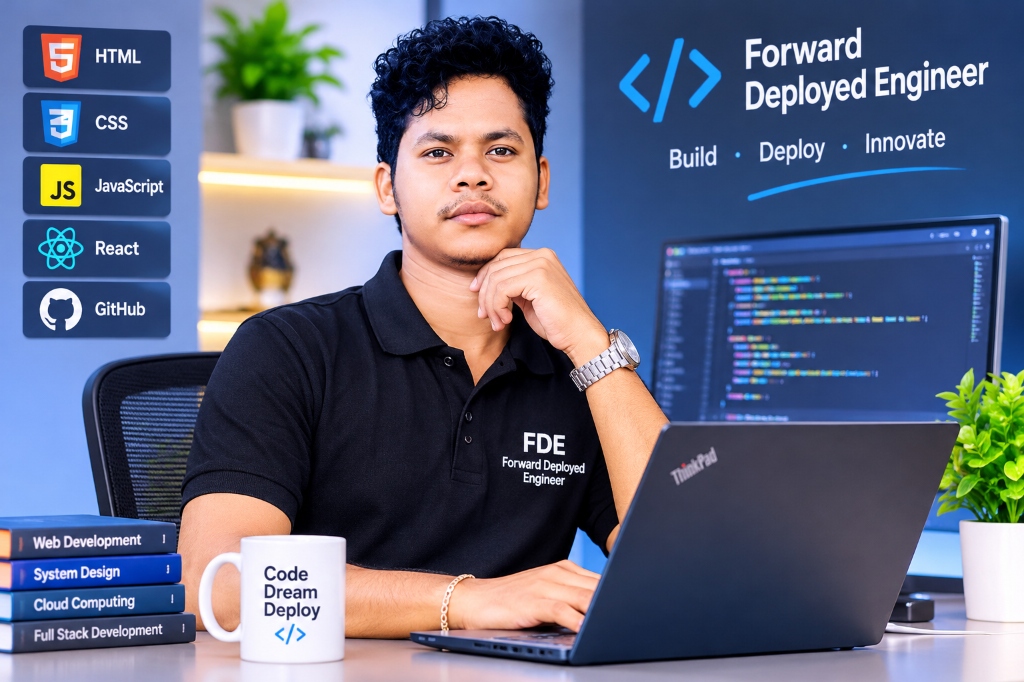 HTML
CSS
JS
JavaScript
React
GitHub
Forward
Deployed Engineer
Build · Deploy · Innovate
FDE
Forward Deployed
Engineer
ThinkPad
Web Development
System Design
Cloud Computing
Full Stack Development
Code
Dream
Deploy
</>